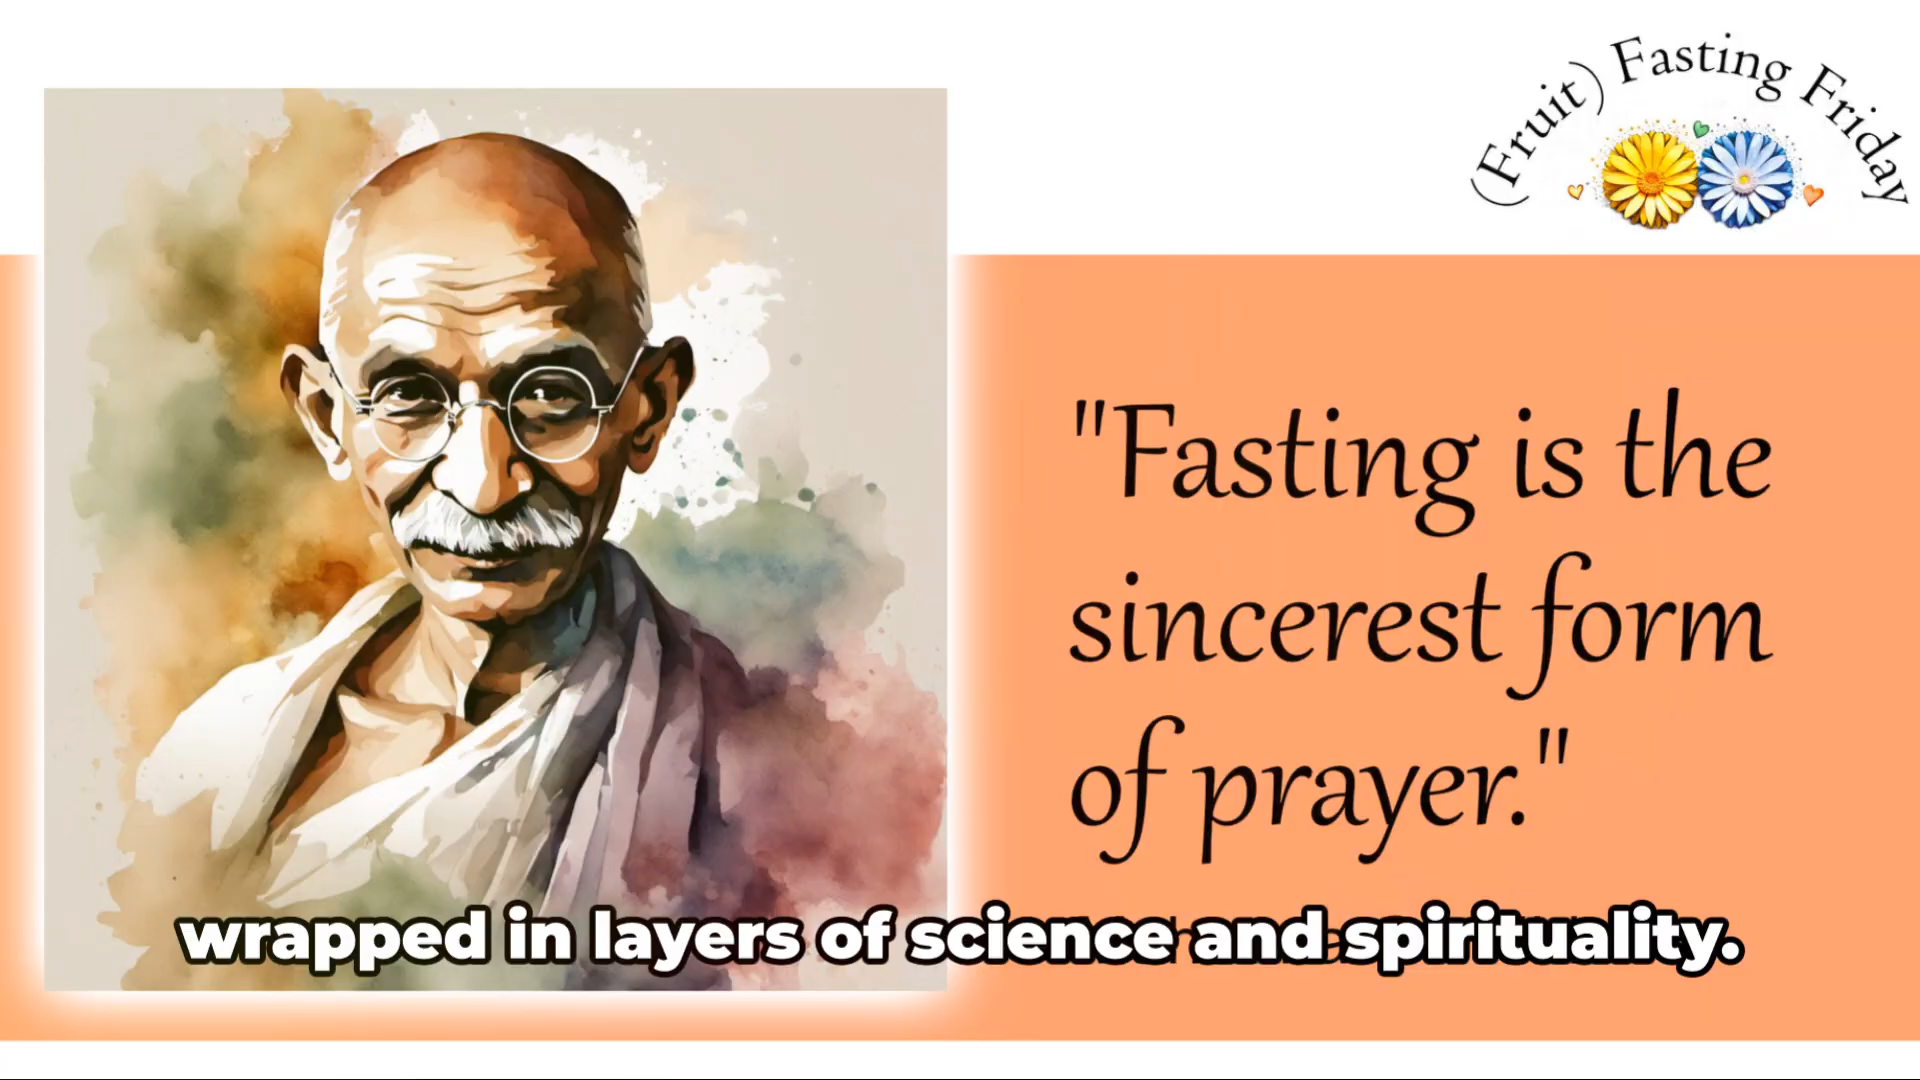 (Fruit) Fasting Friday
"Fasting is the
sincerest form
of prayer."
wrapped in layers of science and spirituality.